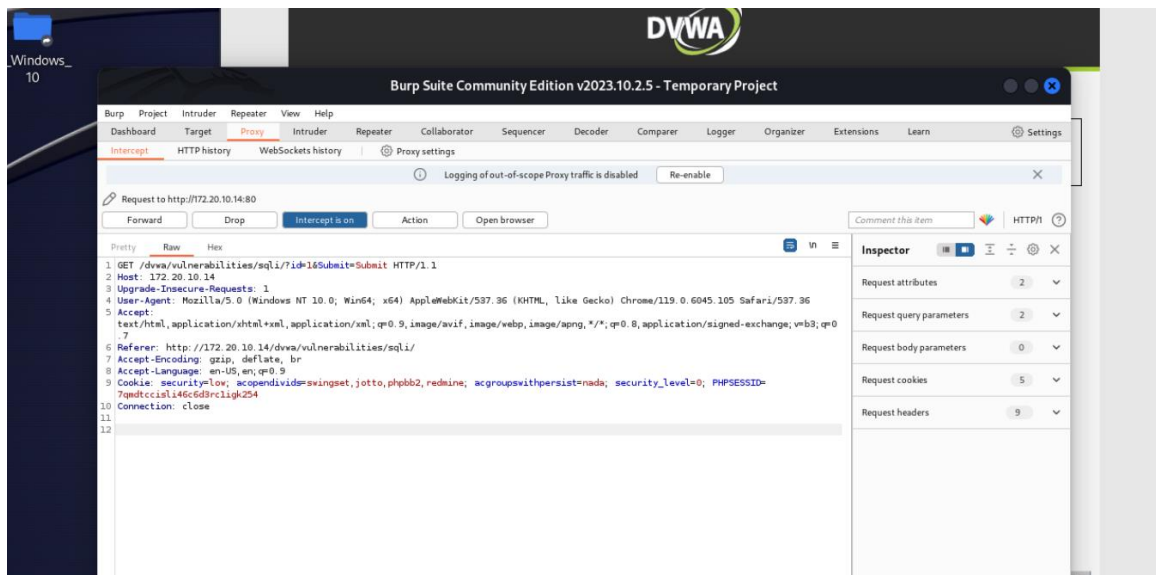 DVWA
_Windows_
10
Burp Suite Community Edition v2023.10.2.5 - Temporary Project
Burp Project Intruder Repeater View Help
Dashboard Target Proxy Intruder Repeater Collaborator Sequencer Decoder Comparer Logger Organizer Extensions Learn Settings
Intercept HTTP history WebSockets history Proxy settings
Logging of out-of-scope Proxy traffic is disabled Re-enable
Request to http://172.20.10.14:80
Forward Drop Intercept is on Action Open browser Comment this item HTTP/1
Pretty Raw Hex \n Inspector
1 GET /dvwa/vulnerabilities/sqli/?id=1&Submit=Submit HTTP/1.1
2 Host: 172.20.10.14
3 Upgrade-Insecure-Requests: 1
4 User-Agent: Mozilla/5.0 (Windows NT 10.0; Win64; x64) AppleWebKit/537.36 (KHTML, like Gecko) Chrome/119.0.6045.105 Safari/537.36
5 Accept:
text/html,application/xhtml+xml,application/xml;q=0.9,image/avif,image/webp,image/apng,*/*;q=0.8,application/signed-exchange;v=b3;q=0
.7
6 Referer: http://172.20.10.14/dvwa/vulnerabilities/sqli/
7 Accept-Encoding: gzip, deflate, br
8 Accept-Language: en-US,en;q=0.9
9 Cookie: security=low; acopendivids=swingset,jotto,phpbb2,redmine; acgroupswithpersist=nada; security_level=0; PHPSESSID=
7qmdtccisli46c6d3rc1igk254
10 Connection: close
11
12
Request attributes 2
Request query parameters 2
Request body parameters 0
Request cookies 5
Request headers 9